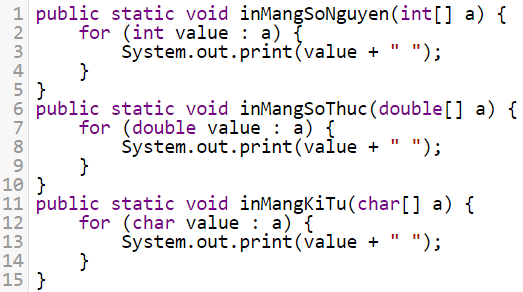 1 public static void inMangSoNguyen(int[] a) {
2     for (int value : a) {
3         System.out.print(value + " ");
4     }
5 }
6 public static void inMangSoThuc(double[] a) {
7     for (double value : a) {
8         System.out.print(value + " ");
9     }
10 }
11 public static void inMangKiTu(char[] a) {
12     for (char value : a) {
13         System.out.print(value + " ");
14     }
15 }